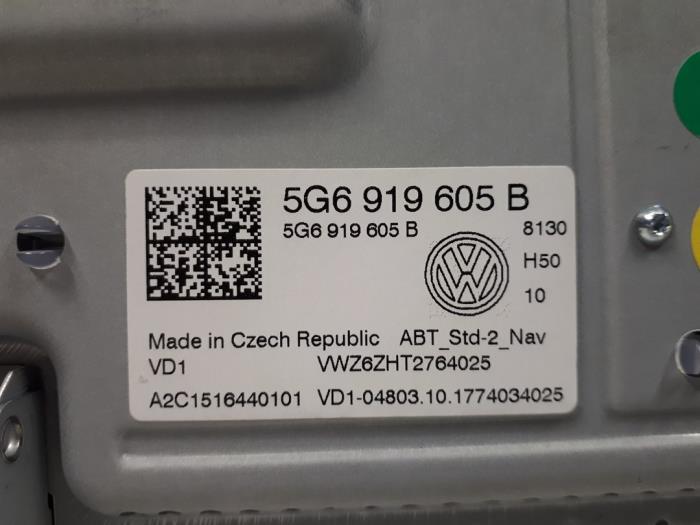 5G6 919 605 B
5G6 919 605 B
8130
H50
10
Made in Czech Republic ABT_Std-2_Nav
VD1 VWZ6ZHT2764025
A2C1516440101 VD1-04803.10.1774034025